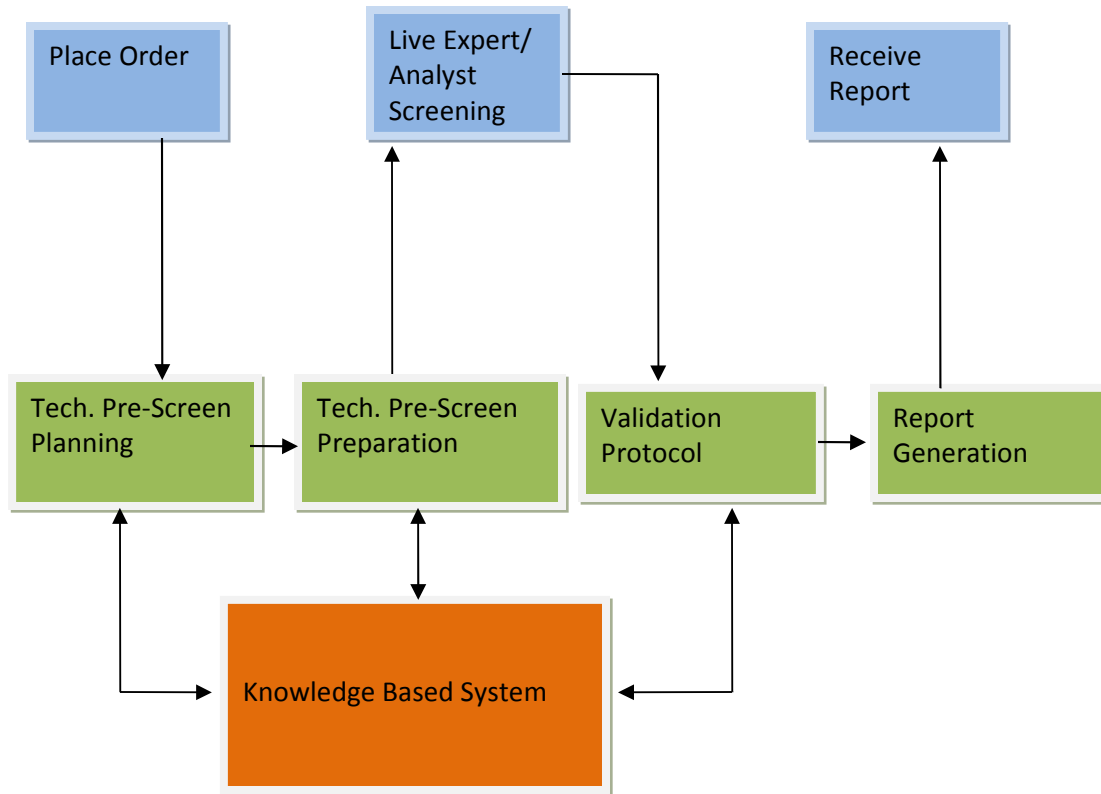 Place Order
Live Expert/
Analyst
Screening
Receive
Report
Tech. Pre-Screen
Planning
Tech. Pre-Screen
Preparation
Validation
Protocol
Report
Generation
Knowledge Based System